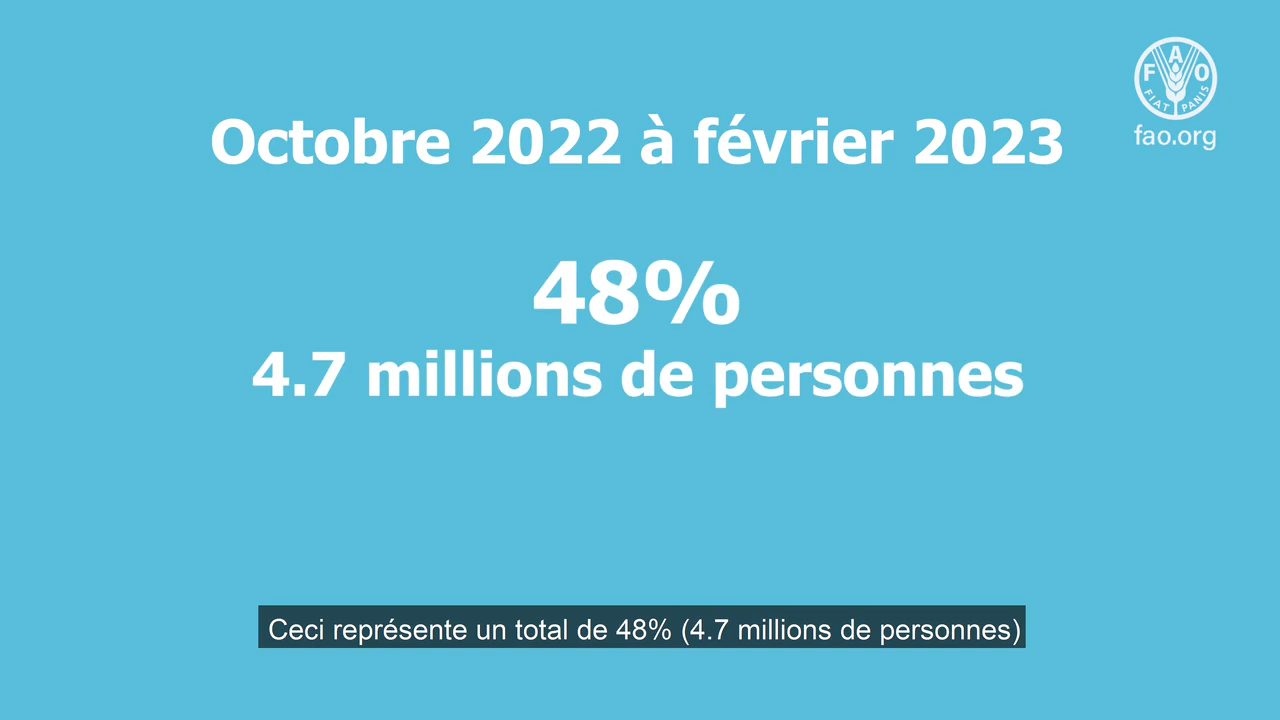 FAO
FIAT PANIS
fao.org
Octobre 2022 à février 2023
48%
4.7 millions de personnes
Ceci représente un total de 48% (4.7 millions de personnes)